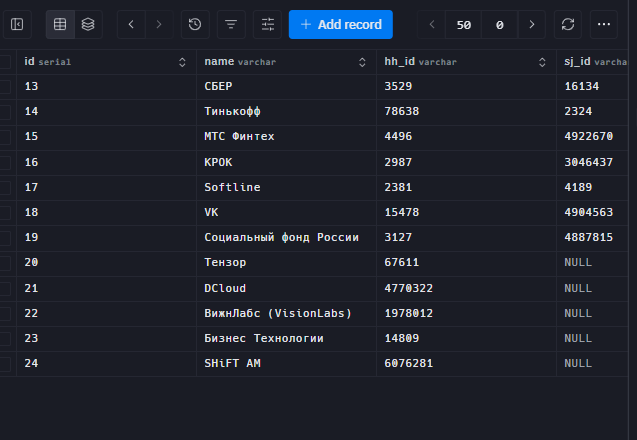 Add record 50 0
id serial name varchar hh_id varchar sj_id varcha
13 СБЕР 3529 16134
14 Тинькофф 78638 2324
15 МТС Финтех 4496 4922670
16 КРОК 2987 3046437
17 Softline 2381 4189
18 VK 15478 4904563
19 Социальный фонд России 3127 4887815
20 Тензор 67611 NULL
21 DCloud 4770322 NULL
22 ВижнЛабс (VisionLabs) 1978012 NULL
23 Бизнес Технологии 14809 NULL
24 SHiFT AM 6076281 NULL